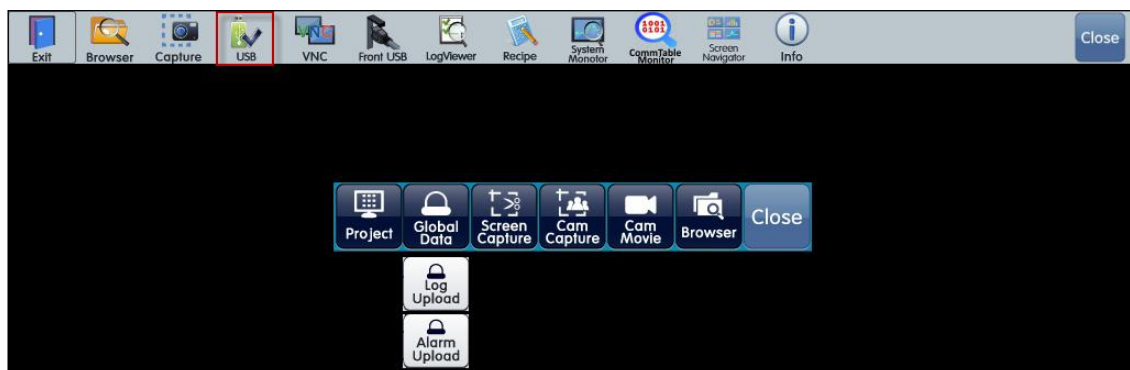 Exit
Browser
Capture
USB
VNC
Front USB
LogViewer
Recipe
System
Monotor
1001
0101
CommTable
Monitor
Screen
Navigator
Info
Close
Project
Global
Data
Screen
Capture
Cam
Capture
Cam
Movie
Browser
Close
Log
Upload
Alarm
Upload